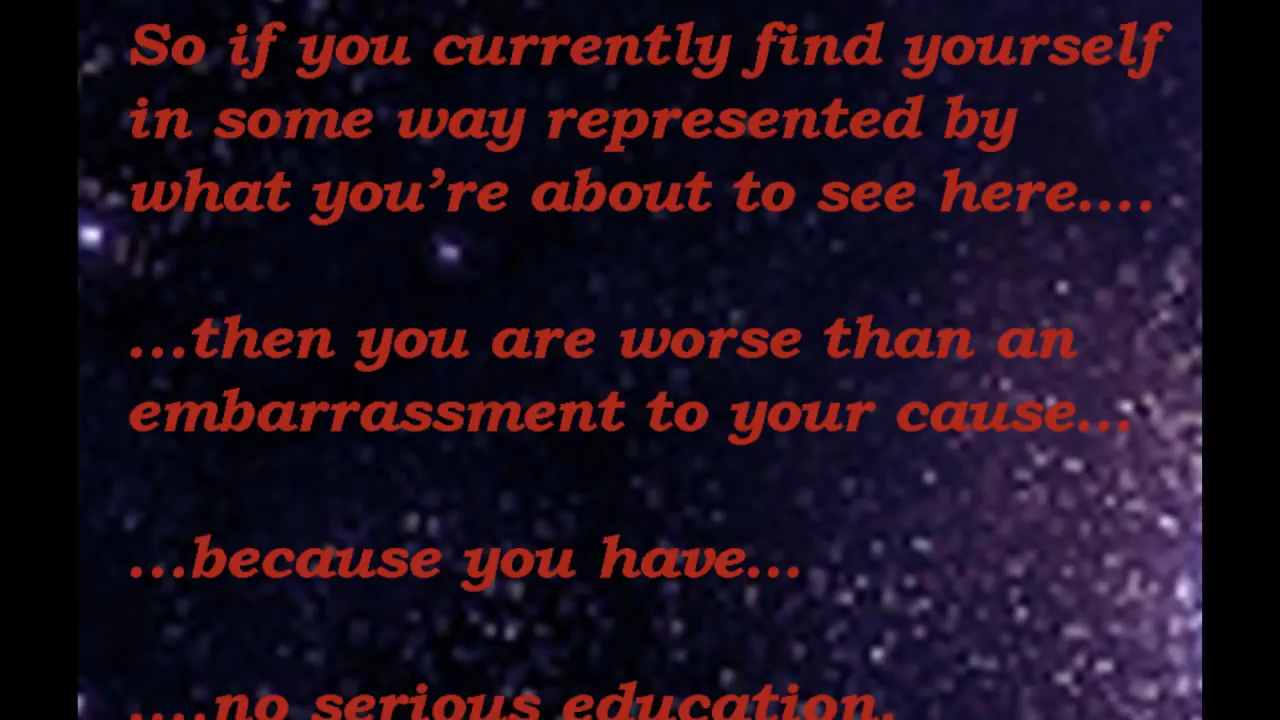 So if you currently find yourself
in some way represented by
what you’re about to see here....
...then you are worse than an
embarrassment to your cause...
...because you have...
....no serious education.